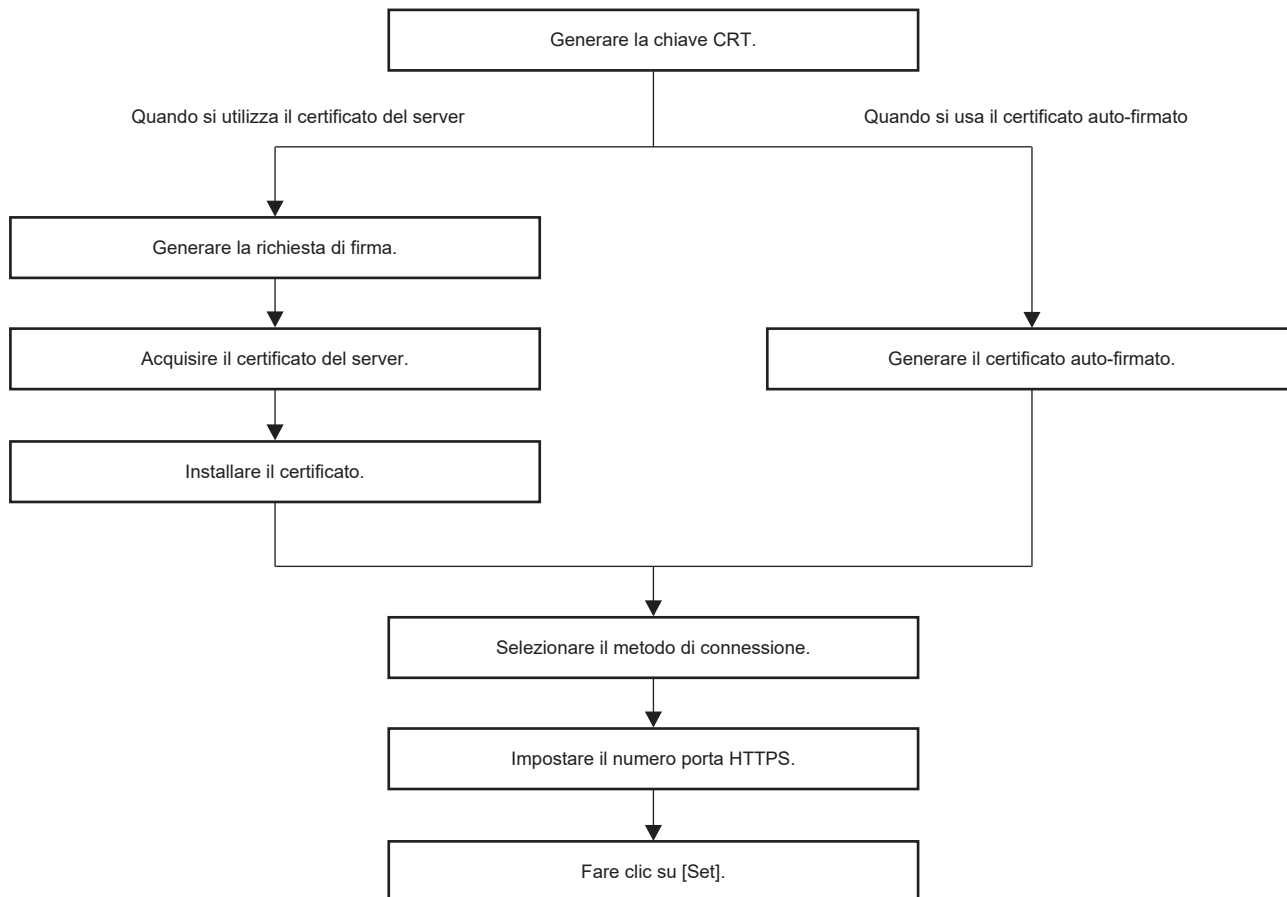 Generare la chiave CRT.
Quando si utilizza il certificato del server
Quando si usa il certificato auto-firmato
Generare la richiesta di firma.
Acquisire il certificato del server.
Generare il certificato auto-firmato.
Installare il certificato.
Selezionare il metodo di connessione.
Impostare il numero porta HTTPS.
Fare clic su [Set].